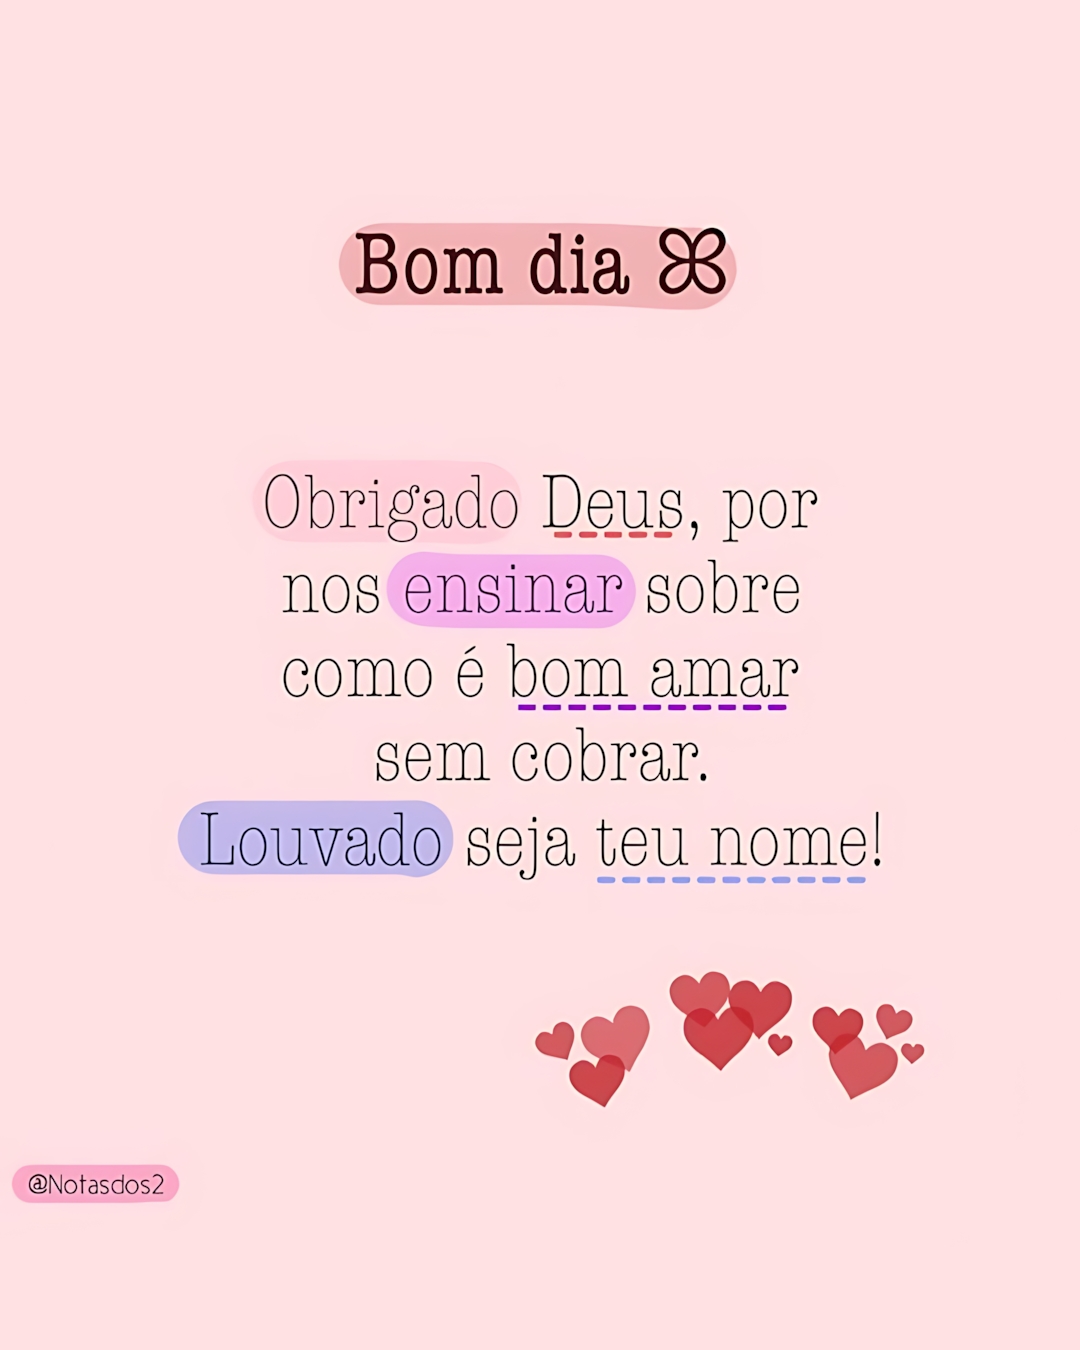 Bom dia ꕤ
Obrigado Deus, por
nos ensinar sobre
como é bom amar
sem cobrar.
Louvado seja teu nome!
@Notasdos2